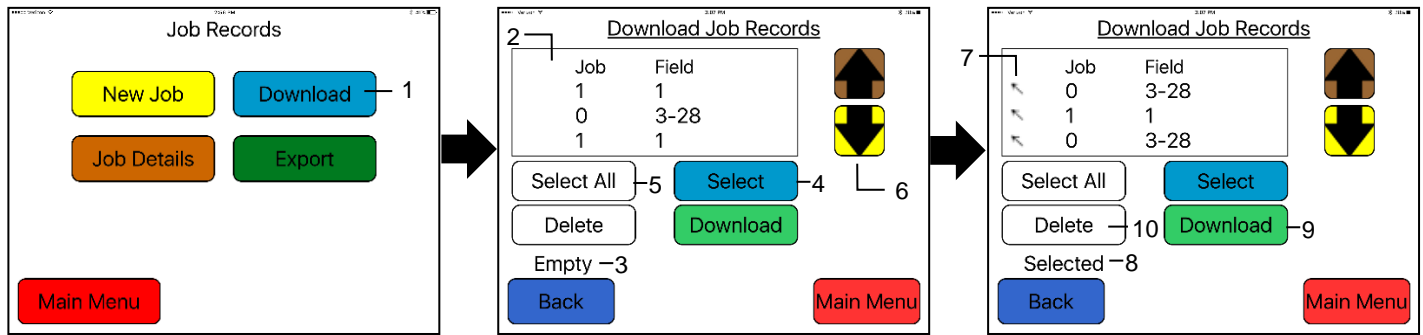 Job Records
New Job
Download
1
Job Details
Export
Main Menu
Download Job Records
2
Job Field
1 1
0 3-28
1 1
Select All
5
Select
4
6
Delete
Download
Empty
3
Back
Main Menu
Download Job Records
7
Job Field
0 3-28
1 1
0 3-28
Select All
Select
Delete
10
Download
9
Selected
8
Back
Main Menu